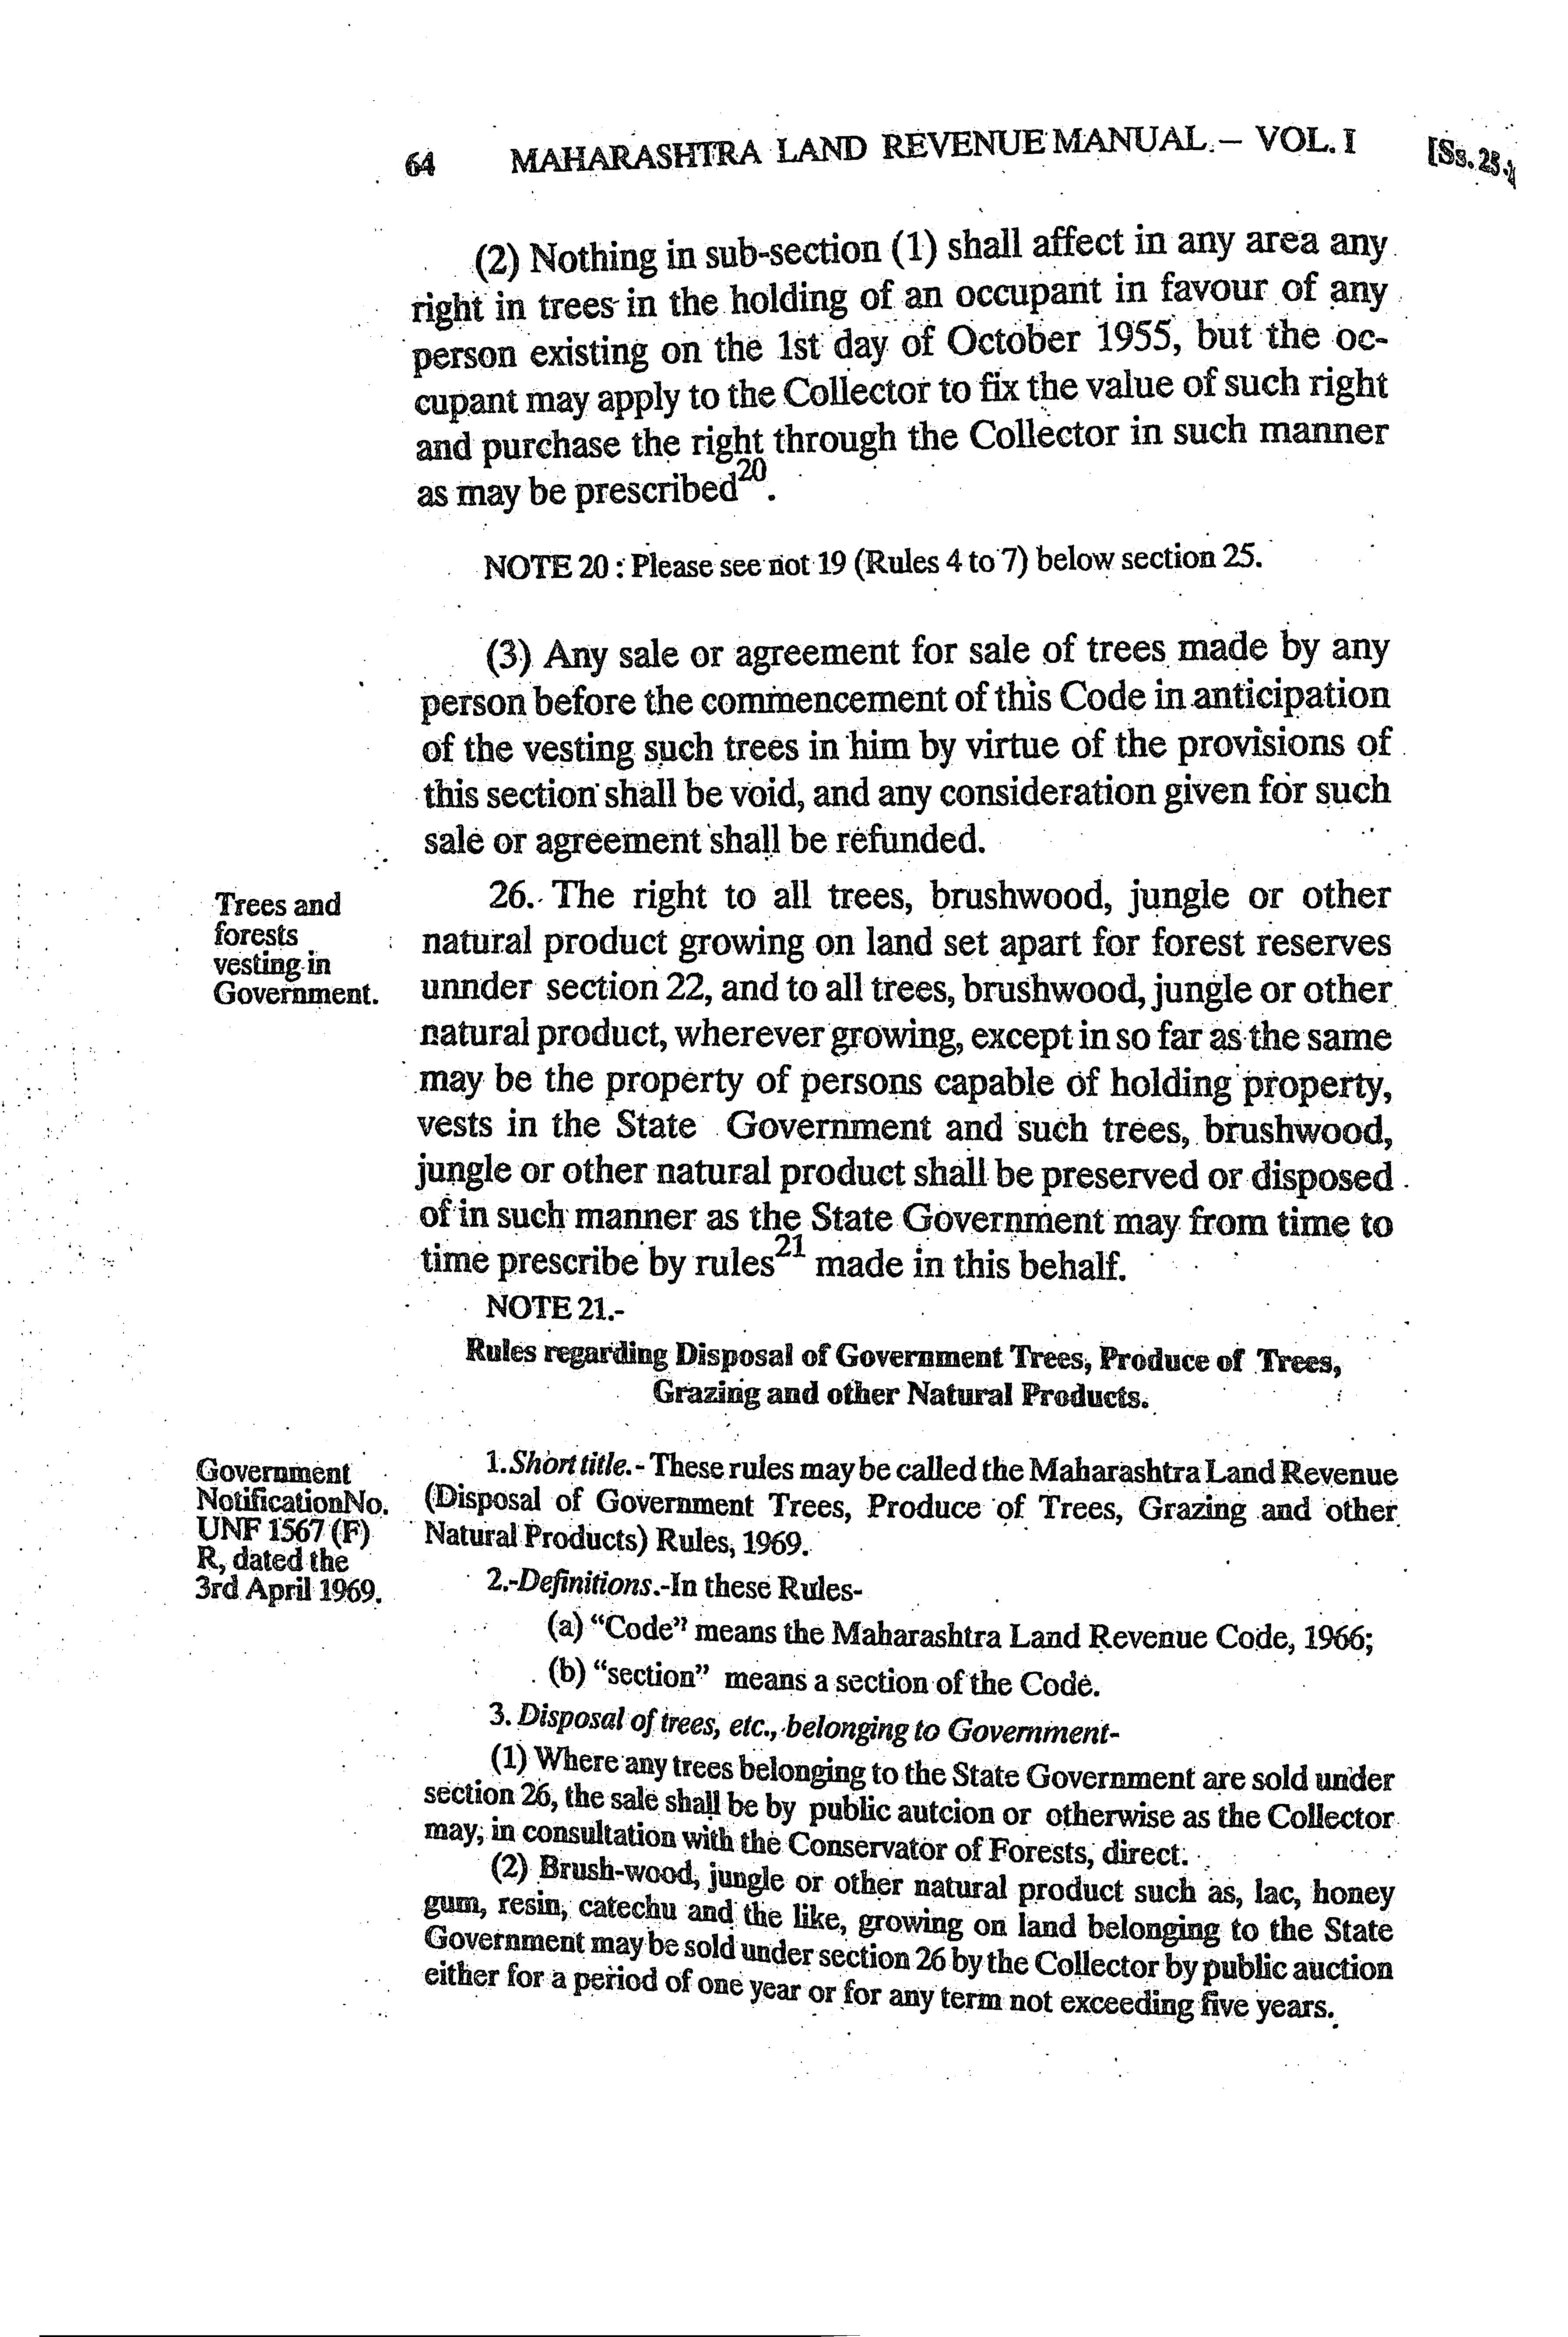 64 MAHARASHTRA LAND REVENUE MANUAL – VOL. I [Ss. 25.
(2) Nothing in sub-section (1) shall affect in any area any
right in trees in the holding of an occupant in favour of any
person existing on the 1st day of October 1955, but the oc-
cupant may apply to the Collector to fix the value of such right
and purchase the right through the Collector in such manner
as may be prescribed20.
NOTE 20 : Please see not 19 (Rules 4 to 7) below section 25.
(3) Any sale or agreement for sale of trees made by any
person before the commencement of this Code in anticipation
of the vesting such trees in him by virtue of the provisions of
this section shall be void, and any consideration given for such
sale or agreement shall be refunded.
Trees and
forests
vesting in
Government.
26. The right to all trees, brushwood, jungle or other
natural product growing on land set apart for forest reserves
unnder section 22, and to all trees, brushwood, jungle or other
natural product, wherever growing, except in so far as the same
may be the property of persons capable of holding property,
vests in the State Government and such trees, brushwood,
jungle or other natural product shall be preserved or disposed
of in such manner as the State Government may from time to
time prescribe by rules21 made in this behalf.
NOTE 21.-
Rules regarding Disposal of Government Trees, Produce of Trees,
Grazing and other Natural Products.
Government
NotificationNo.
UNF 1567 (F)
R, dated the
3rd April 1969.
1. Short title.- These rules may be called the Maharashtra Land Revenue
(Disposal of Government Trees, Produce of Trees, Grazing and other
Natural Products) Rules, 1969.
2.-Definitions.-In these Rules-
(a) “Code” means the Maharashtra Land Revenue Code, 1966;
(b) “section” means a section of the Code.
3. Disposal of trees, etc., belonging to Government-
(1) Where any trees belonging to the State Government are sold under
section 26, the sale shall be by public autcion or otherwise as the Collector
may, in consultation with the Conservator of Forests, direct.
(2) Brush-wood, jungle or other natural product such as, lac, honey
gum, resin, catechu and the like, growing on land belonging to the State
Government may be sold under section 26 by the Collector by public auction
either for a period of one year or for any term not exceeding five years.